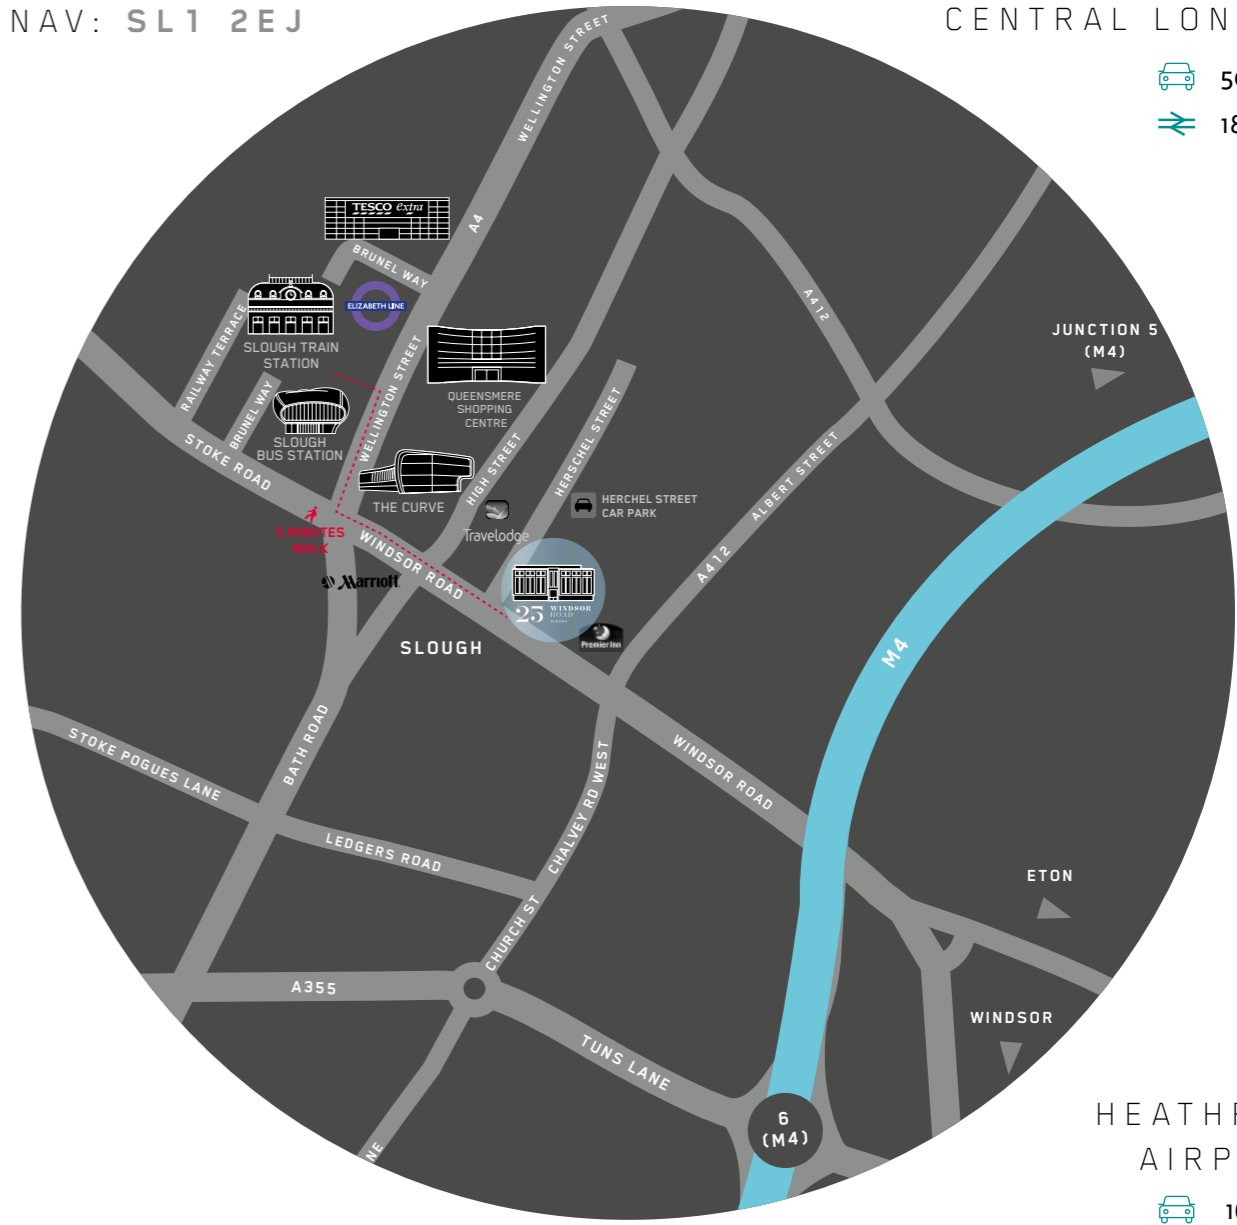 NAV: SL1 2EJ
CENTRAL LON
WELLINGTON STREET
WELLINGTON STREET
A4
TESCO extra
BRUNEL WAY
ELIZABETH LINE
RAILWAY TERRACE
SLOUGH TRAIN
STATION
WELLINGTON STREET
QUEENSMERE
SHOPPING
CENTRE
A412
JUNCTION 5
(M4)
BRUNEL WAY
SLOUGH
BUS STATION
STOKE ROAD
THE CURVE
HIGH STREET
HERSCHEL STREET
HERCHEL STREET
CAR PARK
ALBERT STREET
A412
5 MINUTES
WALK
WINDSOR ROAD
Travelodge
Marriott
25 WINDSOR
ROAD
Premier Inn
SLOUGH
M4
STOKE POGUES LANE
BATH ROAD
LEDGERS ROAD
CHALVEY RD WEST
WINDSOR ROAD
ETON
CHURCH ST
A355
WINDSOR
TUNS LANE
6
(M4)
HEATH
AIRP